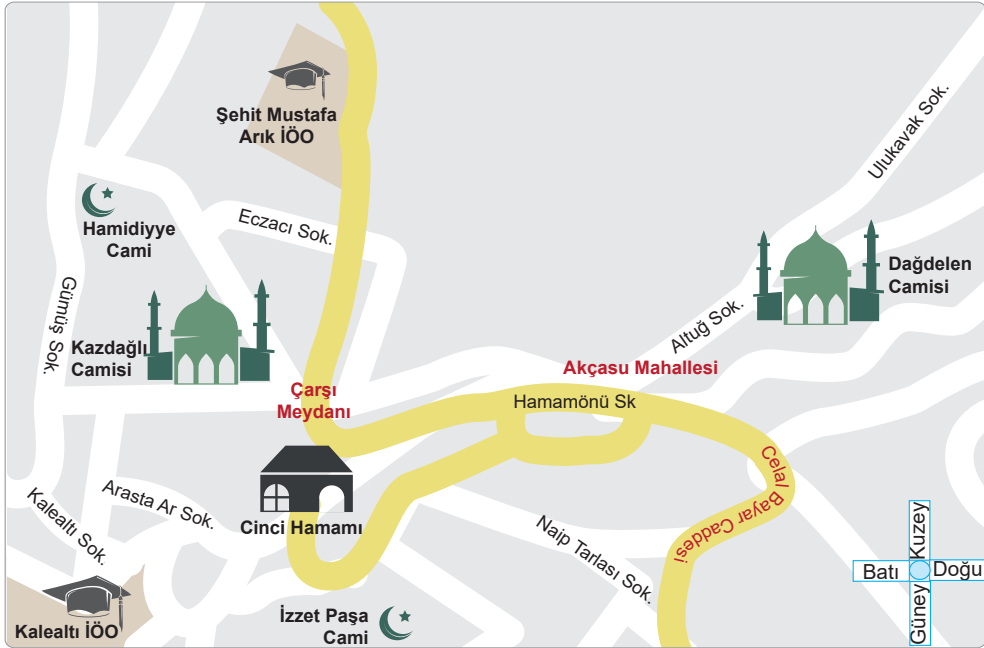 Şehit Mustafa
Arık İÖO
Ulukavak Sok.
Hamidiyye
Cami
Eczacı Sok.
Dağdelen
Camisi
Gümüş Sok.
Kazdağlı
Camisi
Altuğ Sok.
Akçasu Mahallesi
Çarşı
Meydanı
Hamamönü Sk
Celal Bayar Caddesi
Arasta Ar Sok.
Kalealtı Sok.
Cinci Hamamı
Naip Tarlası Sok.
Kuzey
Batı
Doğu
Güney
İzzet Paşa
Cami
Kalealtı İÖO